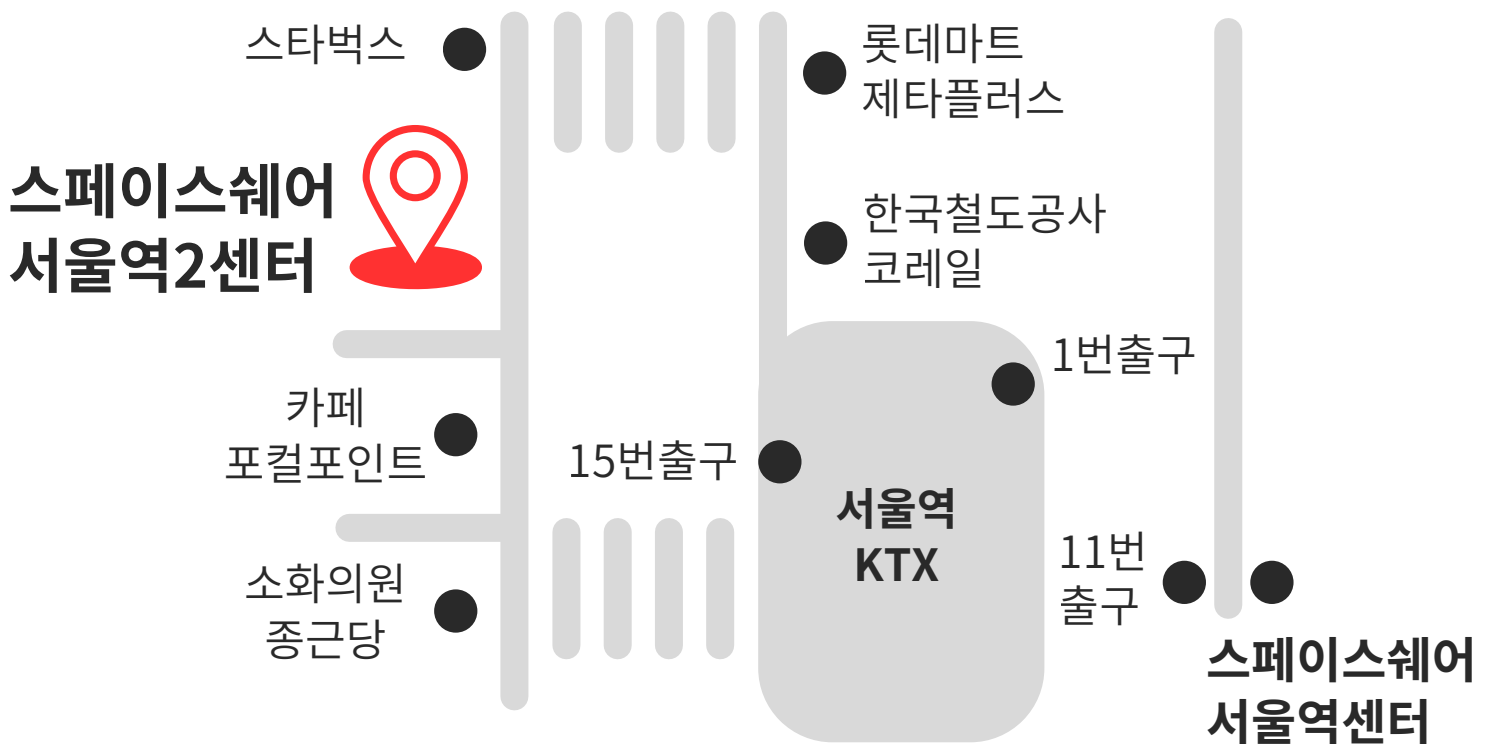 스타벅스
롯데마트
제타플러스
스페이스쉐어
서울역2센터
한국철도공사
코레일
1번출구
카페
포컬포인트
15번출구
서울역
KTX
11번
출구
소화의원
종근당
스페이스쉐어
서울역센터